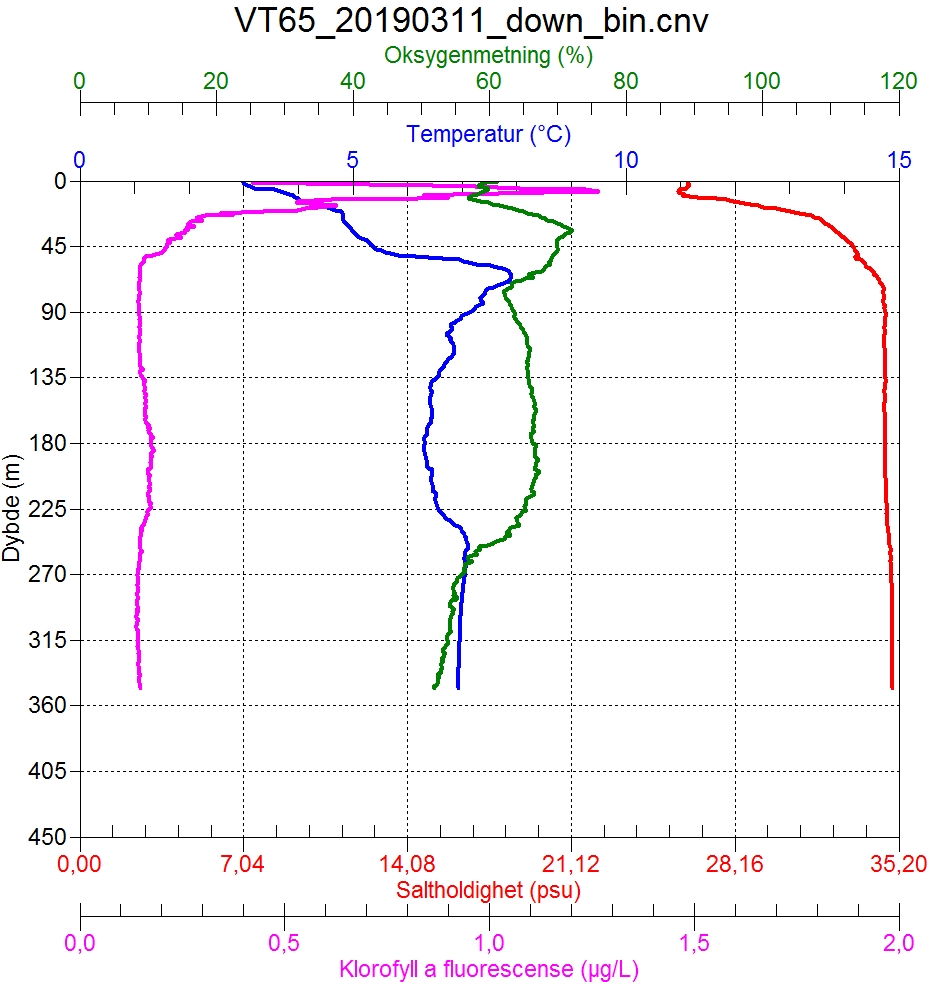 VT65_20190311_down_bin.cnv
Oksygenmetning (%)
0 20 40 60 80 100 120
Temperatur (°C)
0 5 10 15
0
45
90
135
180
225
270
315
360
405
450
Dybde (m)
0,00 7,04 14,08 21,12 28,16 35,20
Saltholdighet (psu)
0,0 0,5 1,0 1,5 2,0
Klorofyll a fluorescense (µg/L)